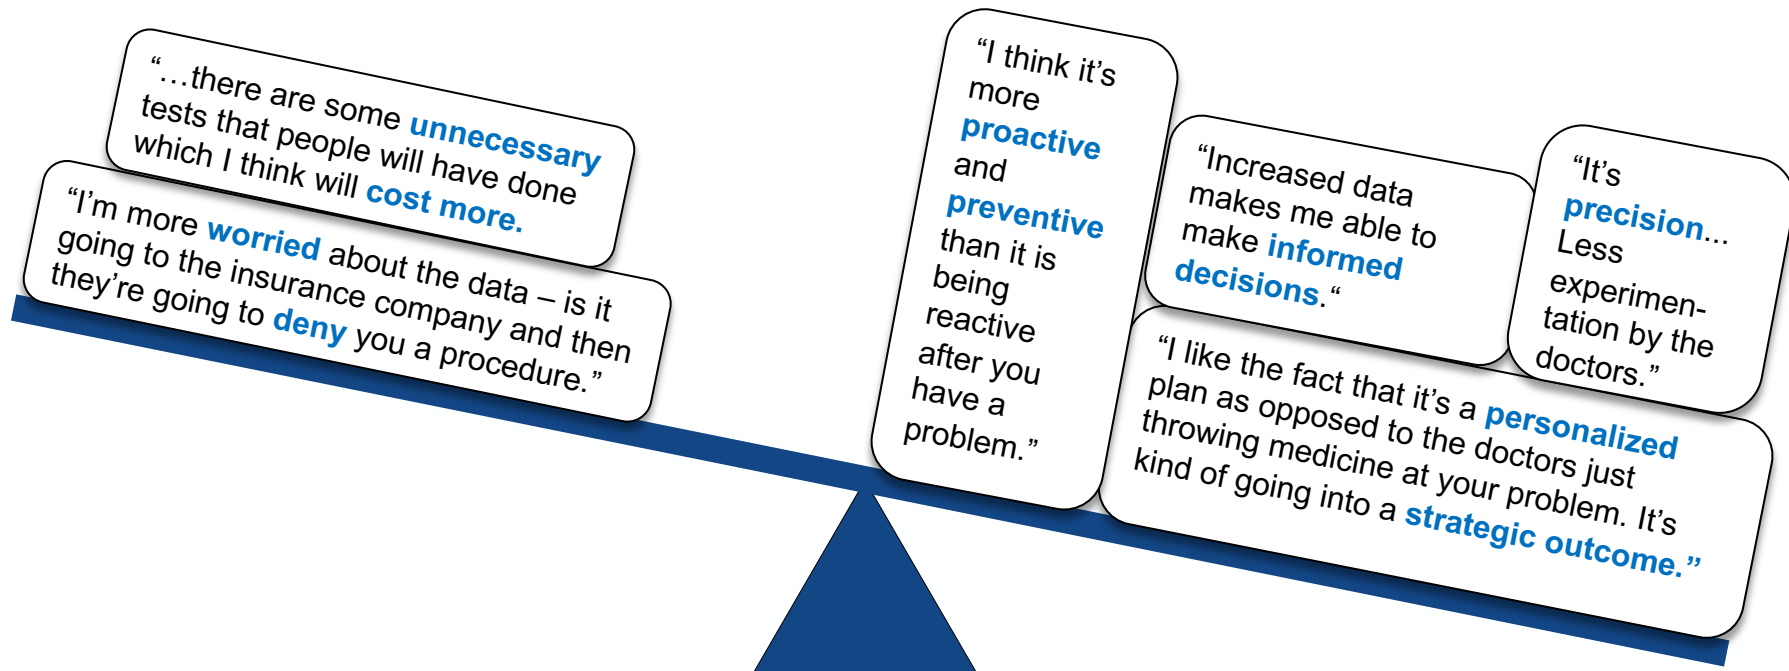 “…there are some unnecessary
tests that people will have done
which I think will cost more.
“I’m more worried about the data – is it
going to the insurance company and then
they’re going to deny you a procedure.”
“I think it’s
more
proactive
and
preventive
than it is
being
reactive
after you
have a
problem.”
“Increased data
makes me able to
make informed
decisions.“
“It’s
precision...
Less
experimen-
tation by the
doctors.”
“I like the fact that it’s a personalized
plan as opposed to the doctors just
throwing medicine at your problem. It’s
kind of going into a strategic outcome.”